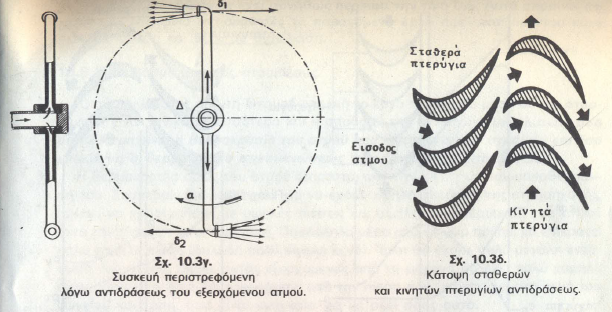 δ₁
Δ
α
δ₂
Σχ. 10.3γ.
Συσκευή περιστρεφόμενη
λόγω αντιδράσεως του εξερχόμενου ατμού.
Σταθερά
πτερύγια
Είσοδος
ατμου
Κινητά
πτερύγια
Σχ. 10.3δ.
Κάτοψη σταθερών
και κινητών πτερυγίων αντιδράσεως.